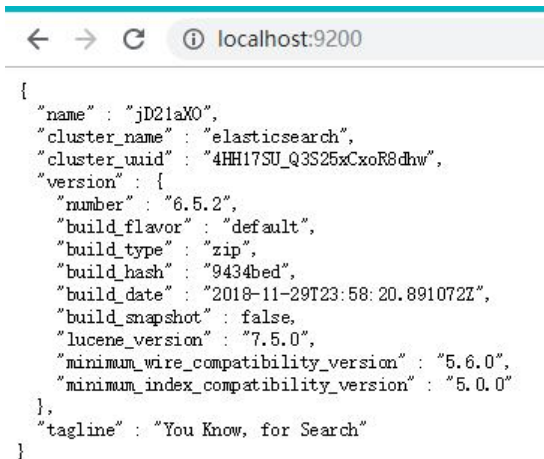 localhost:9200
{
"name" : "jD21aXO",
"cluster_name" : "elasticsearch",
"cluster_uuid" : "4HH17SU_Q3S25xCxoR8dhw",
"version" : {
"number" : "6.5.2",
"build_flavor" : "default",
"build_type" : "zip",
"build_hash" : "9434bed",
"build_date" : "2018-11-29T23:58:20.891072Z",
"build_snapshot" : false,
"lucene_version" : "7.5.0",
"minimum_wire_compatibility_version" : "5.6.0",
"minimum_index_compatibility_version" : "5.0.0"
},
"tagline" : "You Know, for Search"
}